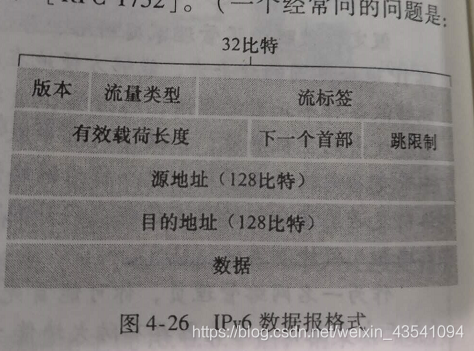 [RFC 1752]。（一个经常问的问题是:
32比特
版本 流量类型 流标签
有效载荷长度 下一个首部 跳限制
源地址（128比特）
目的地址（128比特）
数据
图 4-26 IPv6 数据报格式
https://blog.csdn.net/weixin_43541094